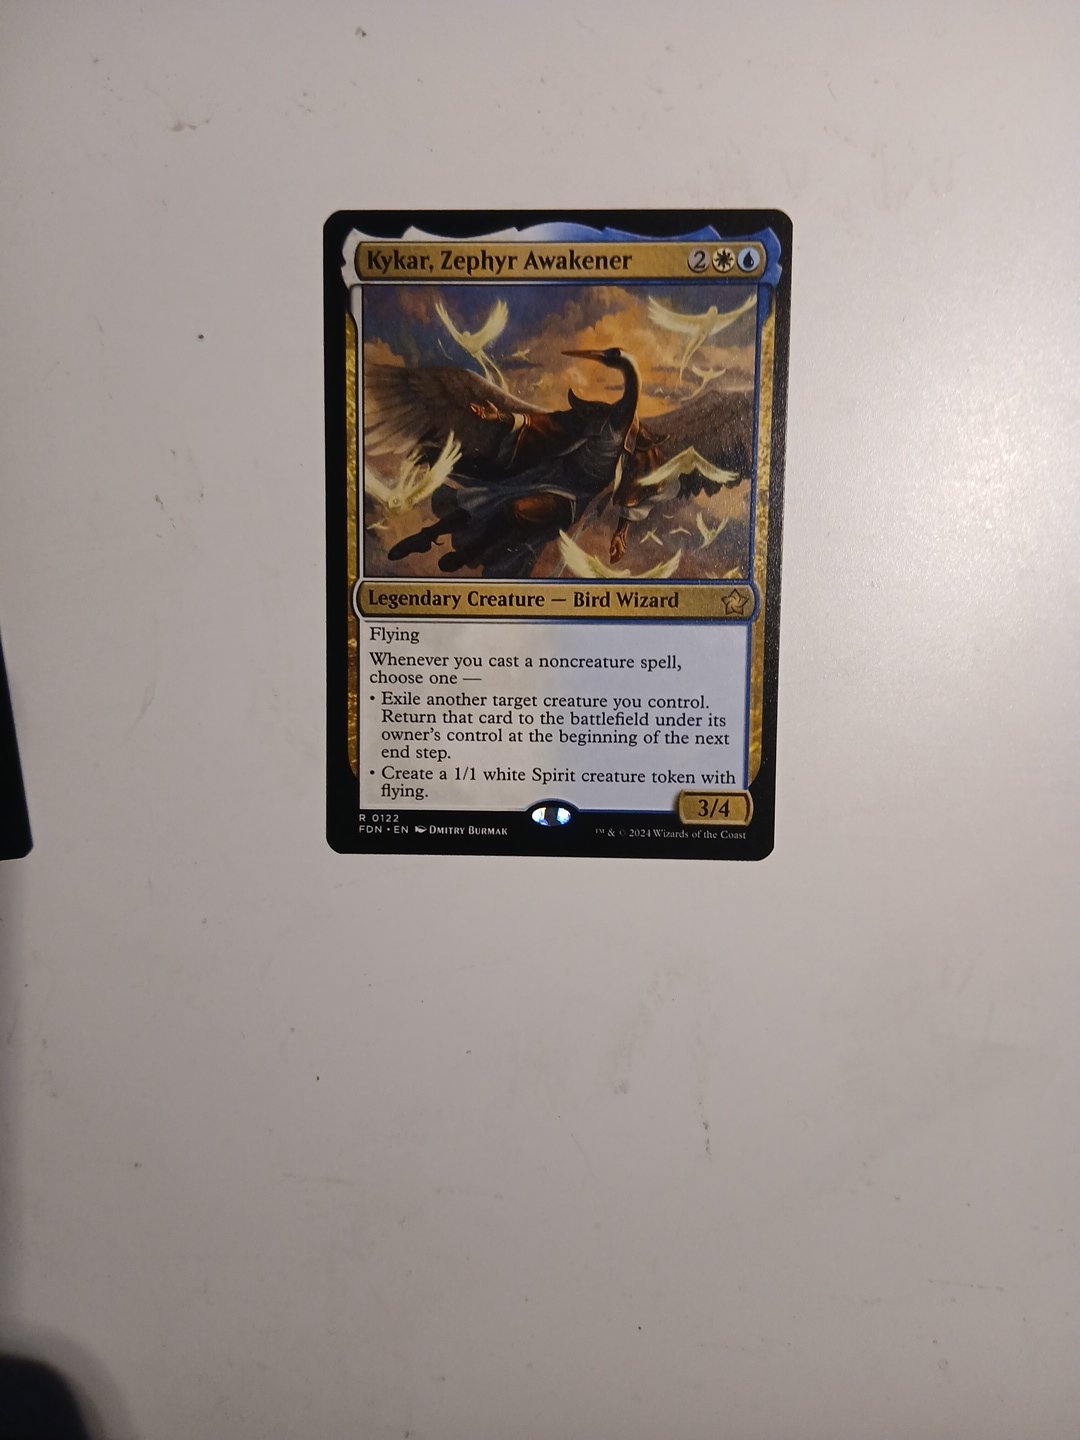 Kykar, Zephyr Awakener 2
Legendary Creature — Bird Wizard
Flying
Whenever you cast a noncreature spell,
choose one —
• Exile another target creature you control.
Return that card to the battlefield under its
owner's control at the beginning of the next
end step.
• Create a 1/1 white Spirit creature token with
flying.
3/4
R 0122
FDN • EN DMITRY BURMAK
™ & © 2024 Wizards of the Coast